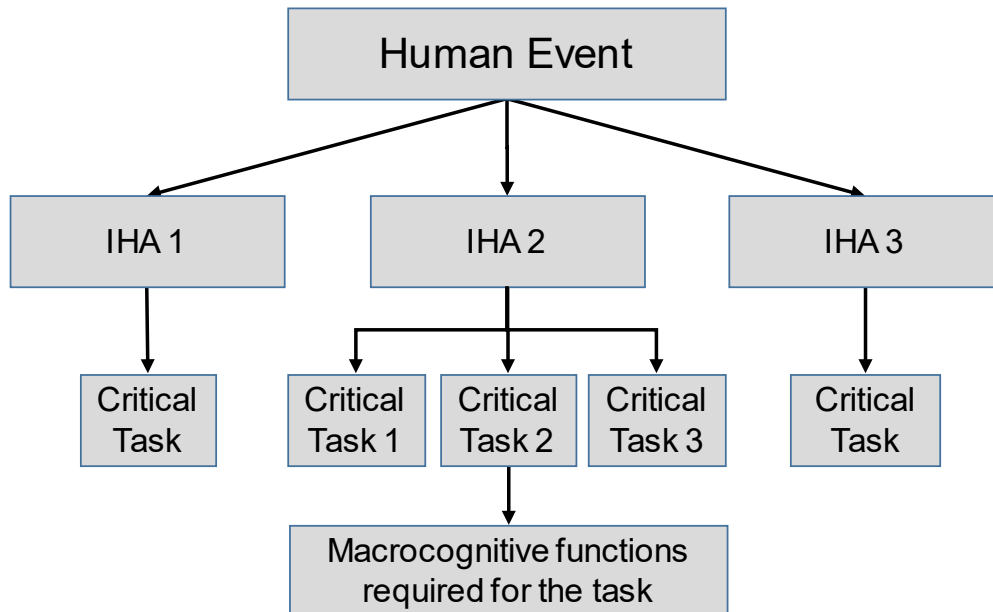 Human Event
IHA 1
IHA 2
IHA 3
Critical
Task
Critical
Task 1
Critical
Task 2
Critical
Task 3
Critical
Task
Macrocognitive functions
required for the task